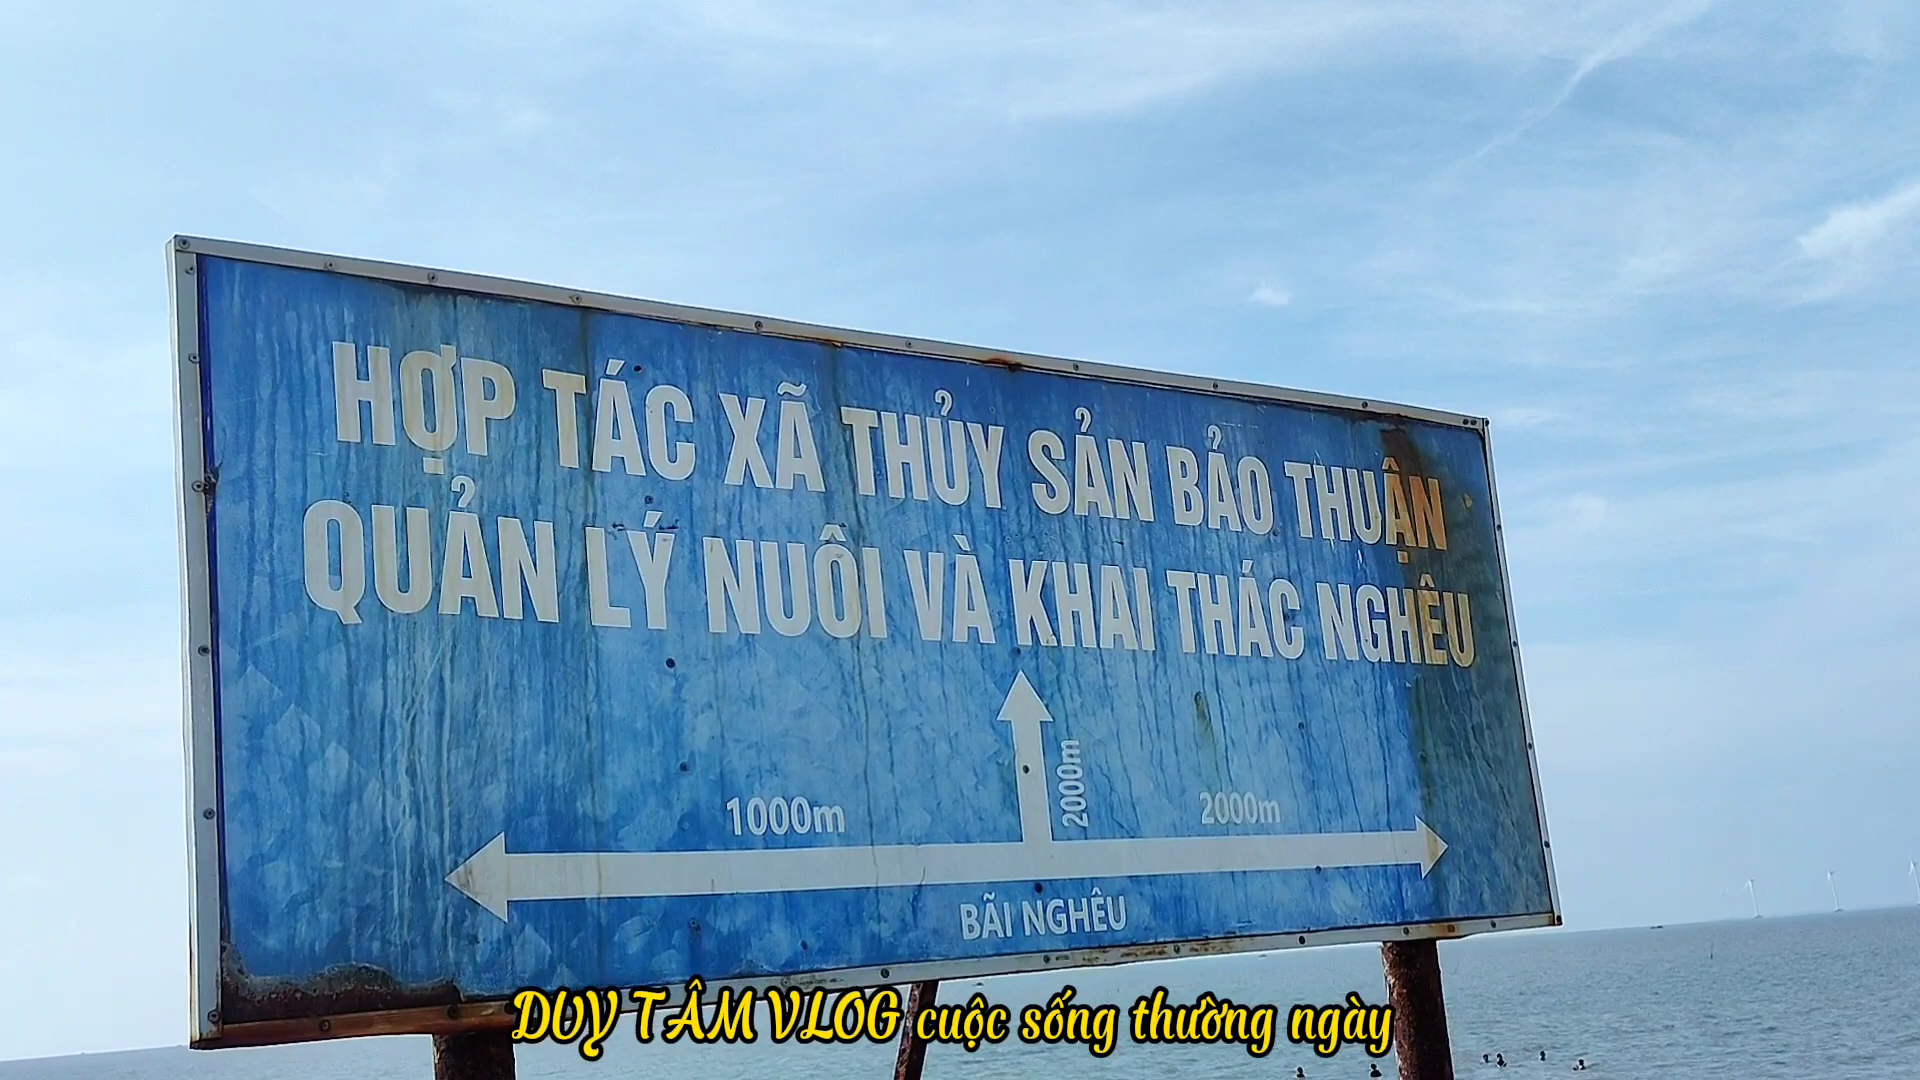 HỢP TÁC XÃ THỦY SẢN BẢO THUẬN
QUẢN LÝ NUÔI VÀ KHAI THÁC NGHÊU
1000m
2000m
2000m
BÃI NGHÊU
DUY TÂM VLOG cuộc sống thường ngày